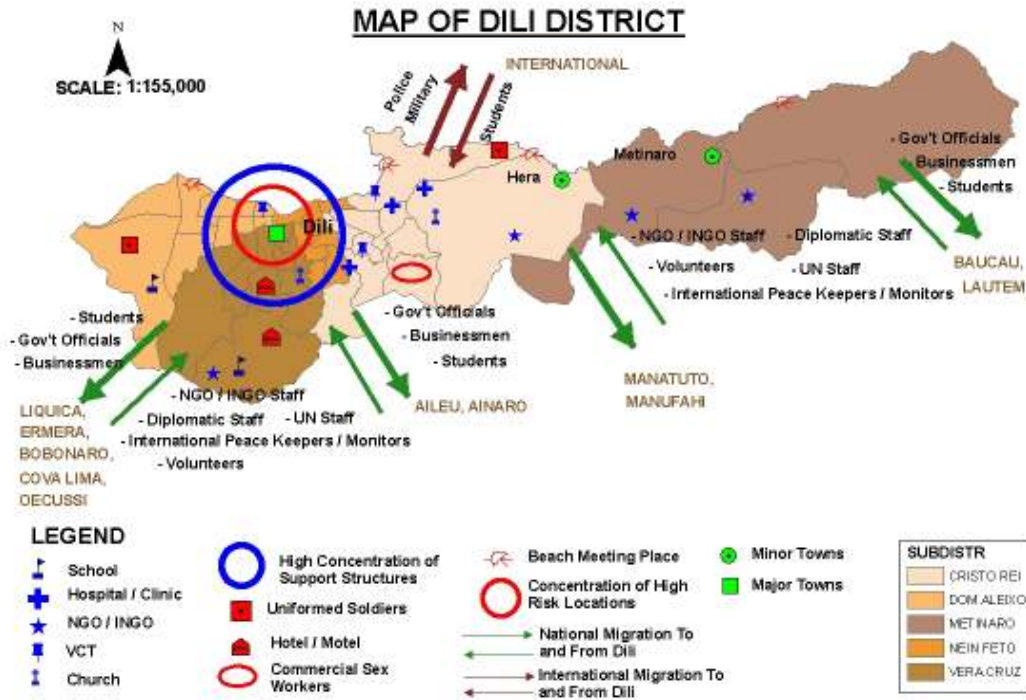 MAP OF DILI DISTRICT
N
SCALE: 1:155,000
INTERNATIONAL
Police
Military
Students
Metinaro
Hera
Dili
- Gov't Officials
- Businessmen
- Students
- NGO / INGO Staff
- Diplomatic Staff
- Volunteers
- UN Staff
- International Peace Keepers / Monitors
BAUCAU,
LAUTEM
- Students
- Gov't Officials
- Businessmen
- Gov't Officials
- Businessmen
- Students
MANATUTO,
MANUFAHI
LIQUICA,
ERMERA,
BOBONARO,
COVA LIMA,
OECUSSI
- NGO / INGO Staff
- Diplomatic Staff
- UN Staff
- International Peace Keepers / Monitors
- Volunteers
AILEU, AINARO
LEGEND
School
Hospital / Clinic
NGO / INGO
VCT
Church
High Concentration of
Support Structures
Uniformed Soldiers
Hotel / Motel
Commercial Sex
Workers
Beach Meeting Place
Concentration of High
Risk Locations
National Migration To
and From Dili
International Migration To
and From Dili
Minor Towns
Major Towns
SUBDISTR
CRISTO REI
DOM ALEIXO
METINARO
NEIN FETO
VERA CRUZ